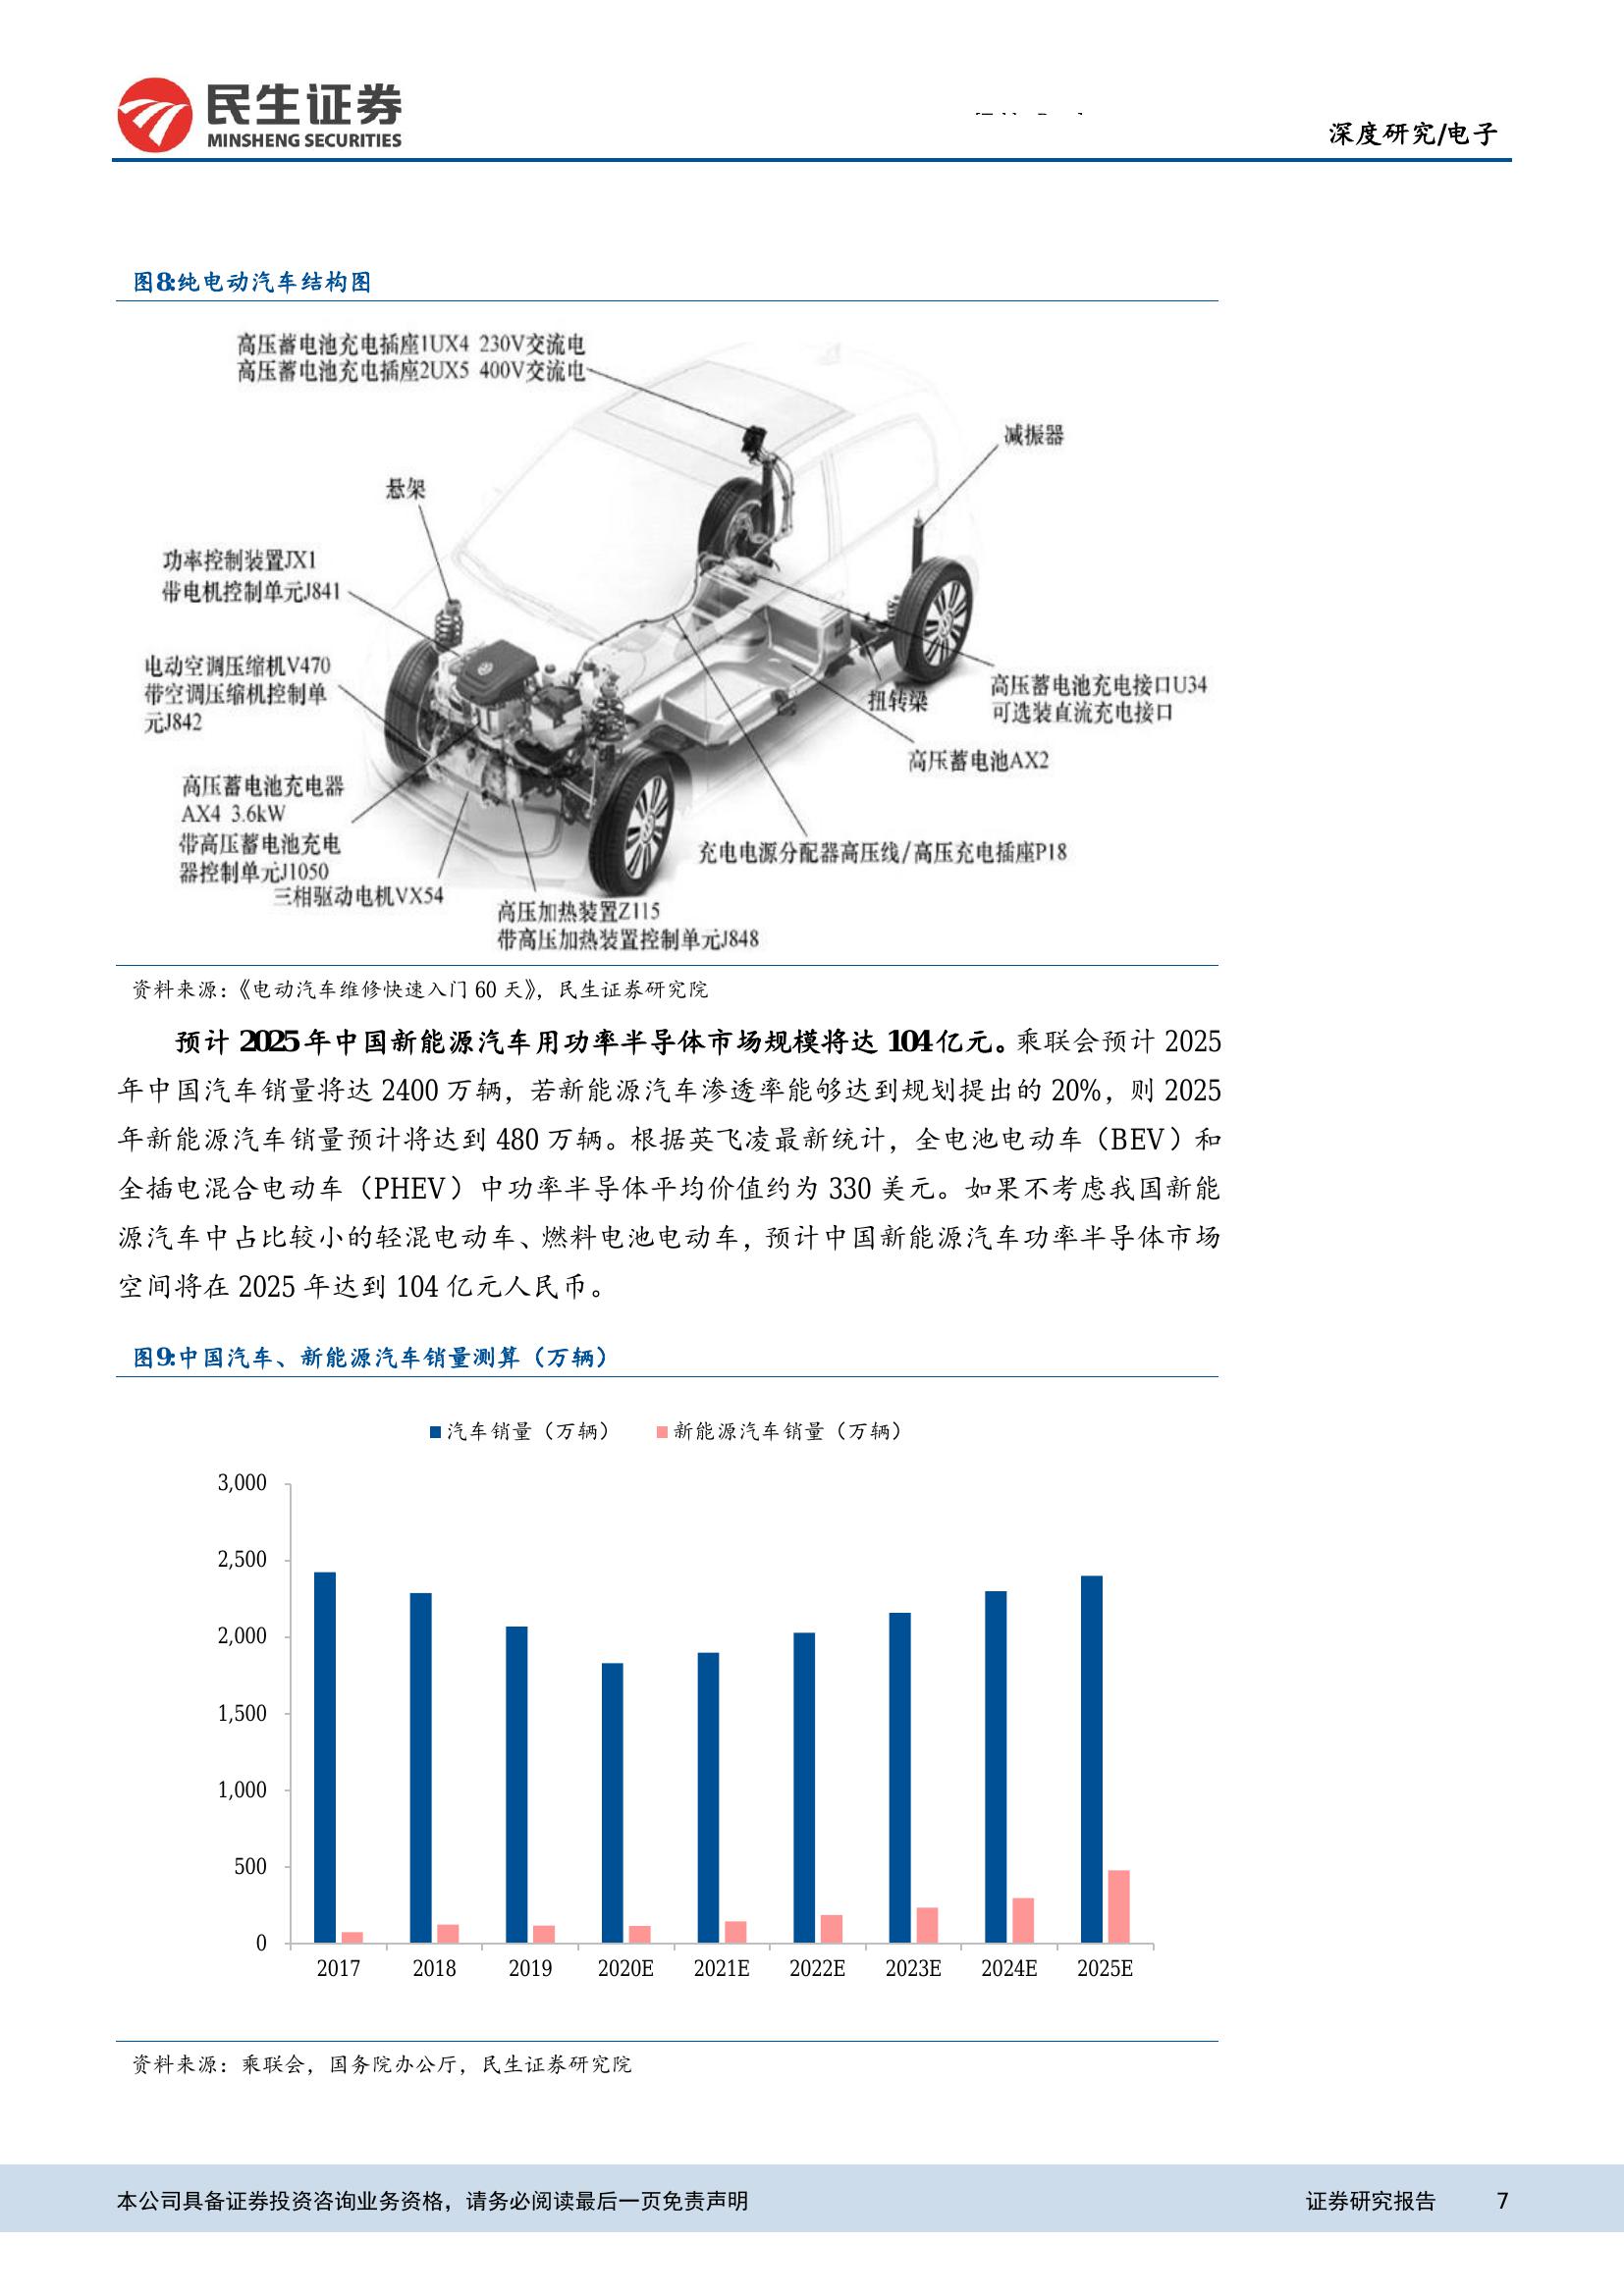 民生证券
MINSHENG SECURITIES
深度研究/电子
图8:纯电动汽车结构图
高压蓄电池充电插座1UX4 230V交流电
高压蓄电池充电插座2UX5 400V交流电
减振器
悬架
功率控制装置JX1
带电机控制单元J841
电动空调压缩机V470
带空调压缩机控制单
元J842
高压蓄电池充电接口U34
可选装直流充电接口
扭转梁
高压蓄电池AX2
高压蓄电池充电器
AX4 3.6kW
带高压蓄电池充电
器控制单元J1050
充电电源分配器高压线/高压充电插座P18
三相驱动电机VX54
高压加热装置Z115
带高压加热装置控制单元J848
资料来源：《电动汽车维修快速入门 60 天》，民生证券研究院
预计 2025 年中国新能源汽车用功率半导体市场规模将达 104 亿元。乘联会预计 2025
年中国汽车销量将达 2400 万辆，若新能源汽车渗透率能够达到规划提出的 20%，则 2025
年新能源汽车销量预计将达到 480 万辆。根据英飞凌最新统计，全电池电动车（BEV）和
全插电混合电动车（PHEV）中功率半导体平均价值约为 330 美元。如果不考虑我国新能
源汽车中占比较小的轻混电动车、燃料电池电动车，预计中国新能源汽车功率半导体市场
空间将在 2025 年达到 104 亿元人民币。
图9:中国汽车、新能源汽车销量测算（万辆）
汽车销量（万辆） 新能源汽车销量（万辆）
3,000
2,500
2,000
1,500
1,000
500
0
2017 2018 2019 2020E 2021E 2022E 2023E 2024E 2025E
资料来源：乘联会，国务院办公厅，民生证券研究院
本公司具备证券投资咨询业务资格，请务必阅读最后一页免责声明 证券研究报告 7